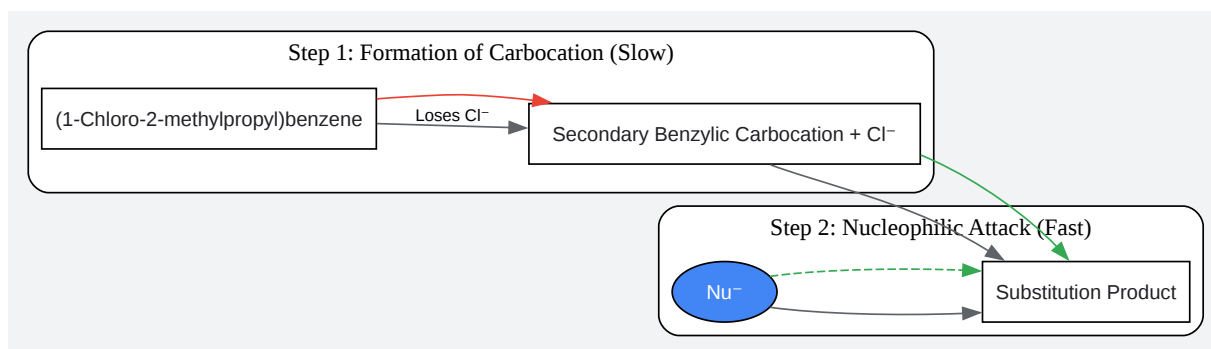 Step 1: Formation of Carbocation (Slow)
(1-Chloro-2-methylpropyl)benzene
Loses Cl⁻
Secondary Benzylic Carbocation + Cl⁻
Step 2: Nucleophilic Attack (Fast)
Nu⁻
Substitution Product